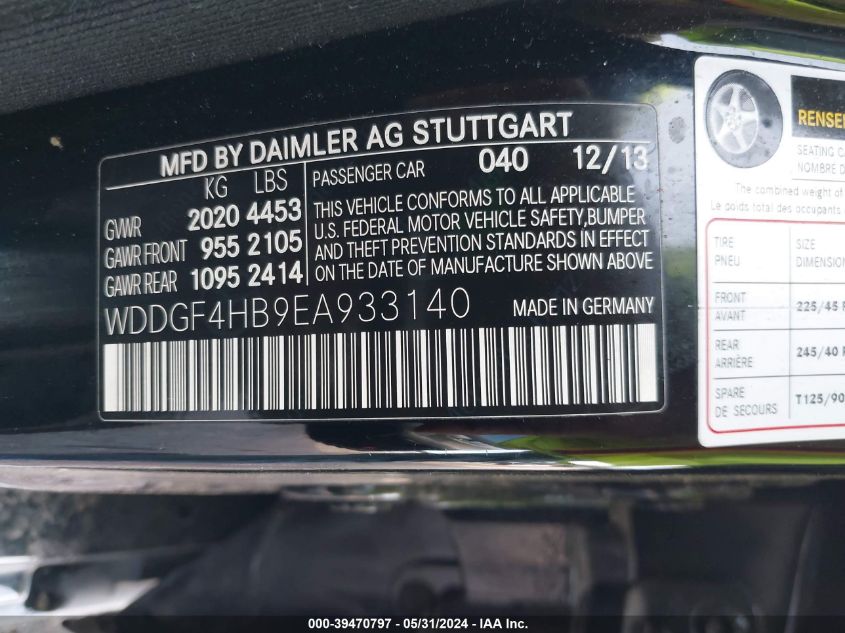 MFD BY DAIMLER AG STUTTGART
KG LBS
GVWR 2020 4453
GAWR FRONT 955 2105
GAWR REAR 1095 2414
PASSENGER CAR 040 12/13
THIS VEHICLE CONFORMS TO ALL APPLICABLE
U.S. FEDERAL MOTOR VEHICLE SAFETY,BUMPER
AND THEFT PREVENTION STANDARDS IN EFFECT
ON THE DATE OF MANUFACTURE SHOWN ABOVE
WDDGF4HB9EA933140 MADE IN GERMANY
SEATING
NOMBRE
The combined weight of
Le poids total des occupants
TIRE SIZE
PNEU
FRONT 225/45
AVANT
REAR 245/40
ARRIÈRE
SPARE T125/90
DE SECOURS
000-39470797 - 05/31/2024 - IAA Inc.